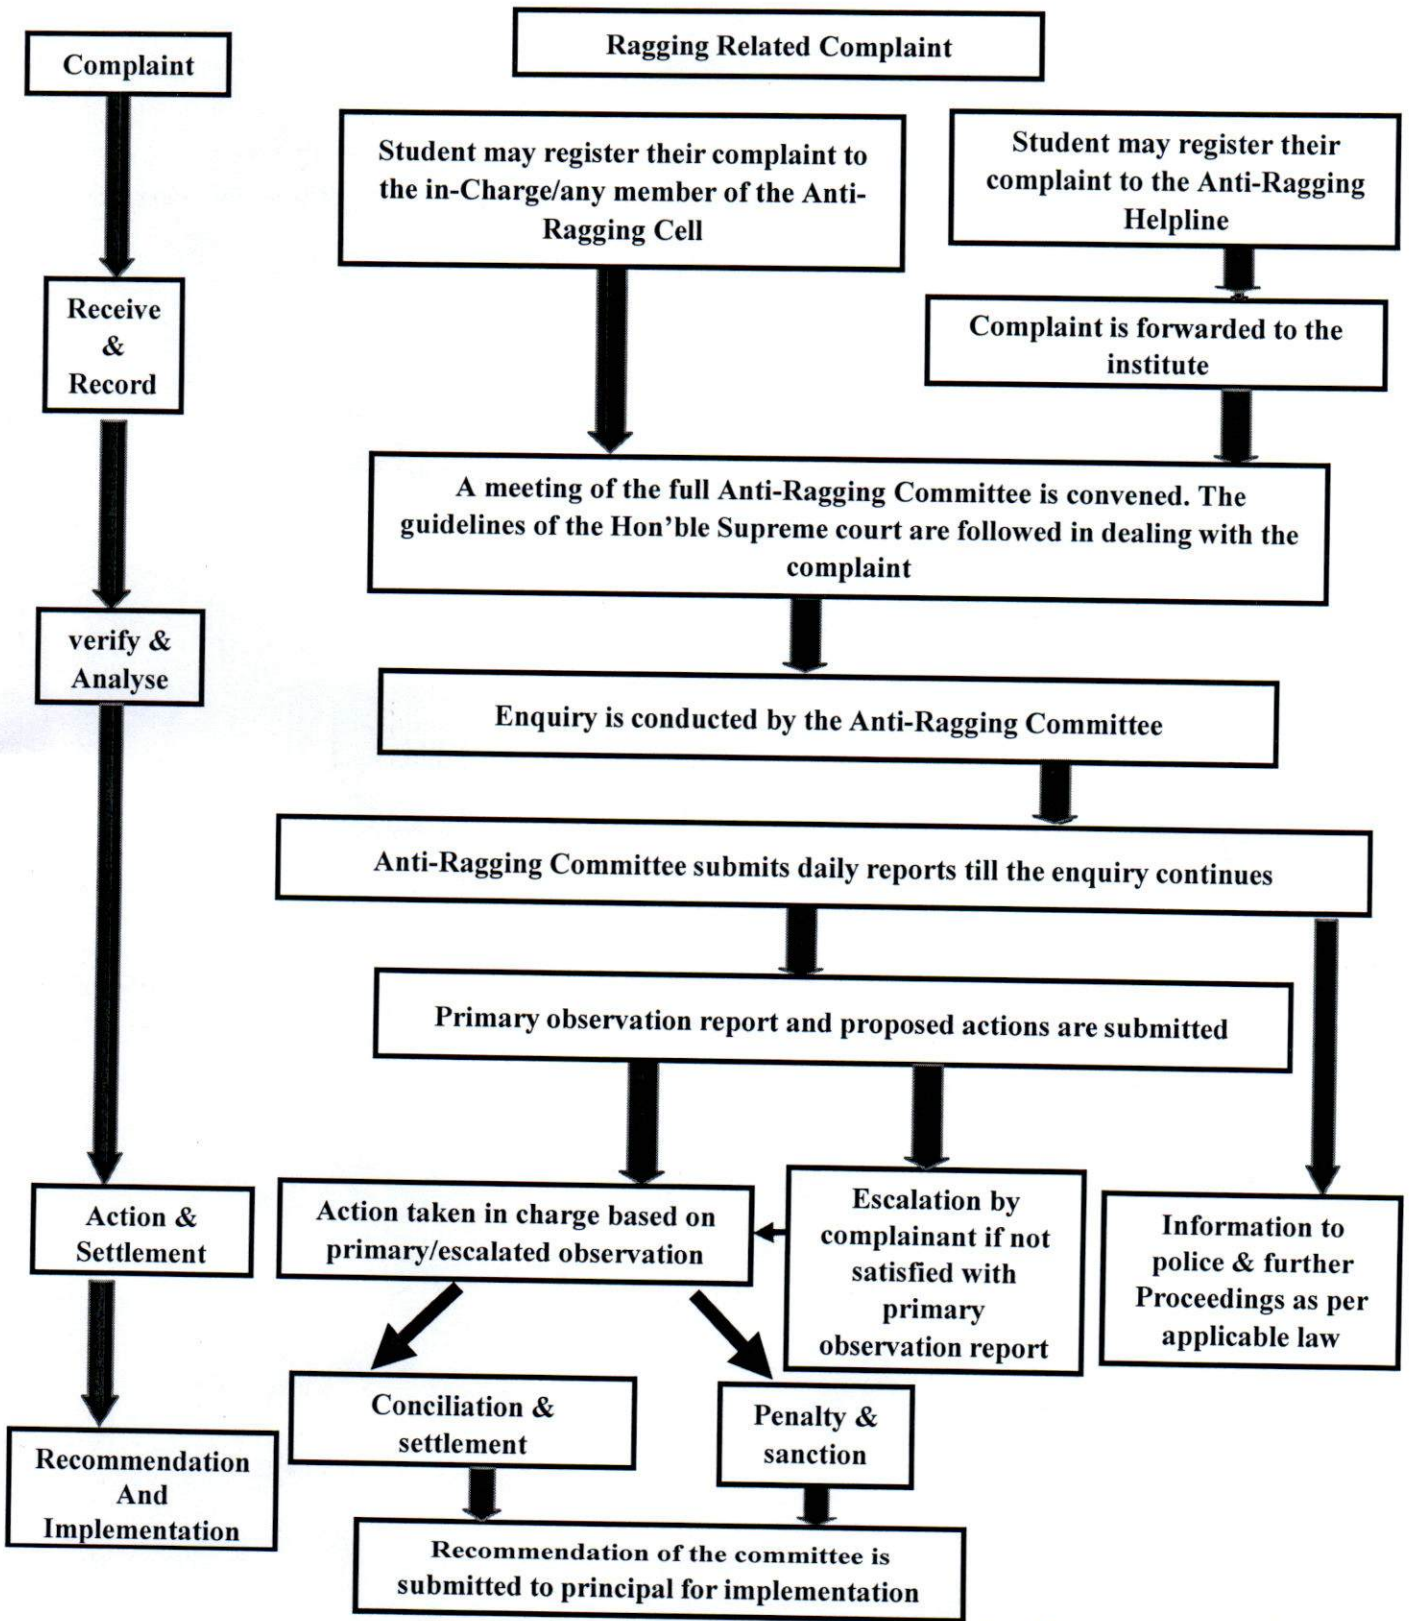 Complaint
Ragging Related Complaint
Student may register their complaint to
the in-Charge/any member of the Anti-
Ragging Cell
Student may register their
complaint to the Anti-Ragging
Helpline
Receive
&
Record
Complaint is forwarded to the
institute
A meeting of the full Anti-Ragging Committee is convened. The
guidelines of the Hon’ble Supreme court are followed in dealing with the
complaint
verify &
Analyse
Enquiry is conducted by the Anti-Ragging Committee
Anti-Ragging Committee submits daily reports till the enquiry continues
Primary observation report and proposed actions are submitted
Action &
Settlement
Action taken in charge based on
primary/escalated observation
Escalation by
complainant if not
satisfied with
primary
observation report
Information to
police & further
Proceedings as per
applicable law
Conciliation &
settlement
Penalty &
sanction
Recommendation
And
Implementation
Recommendation of the committee is
submitted to principal for implementation